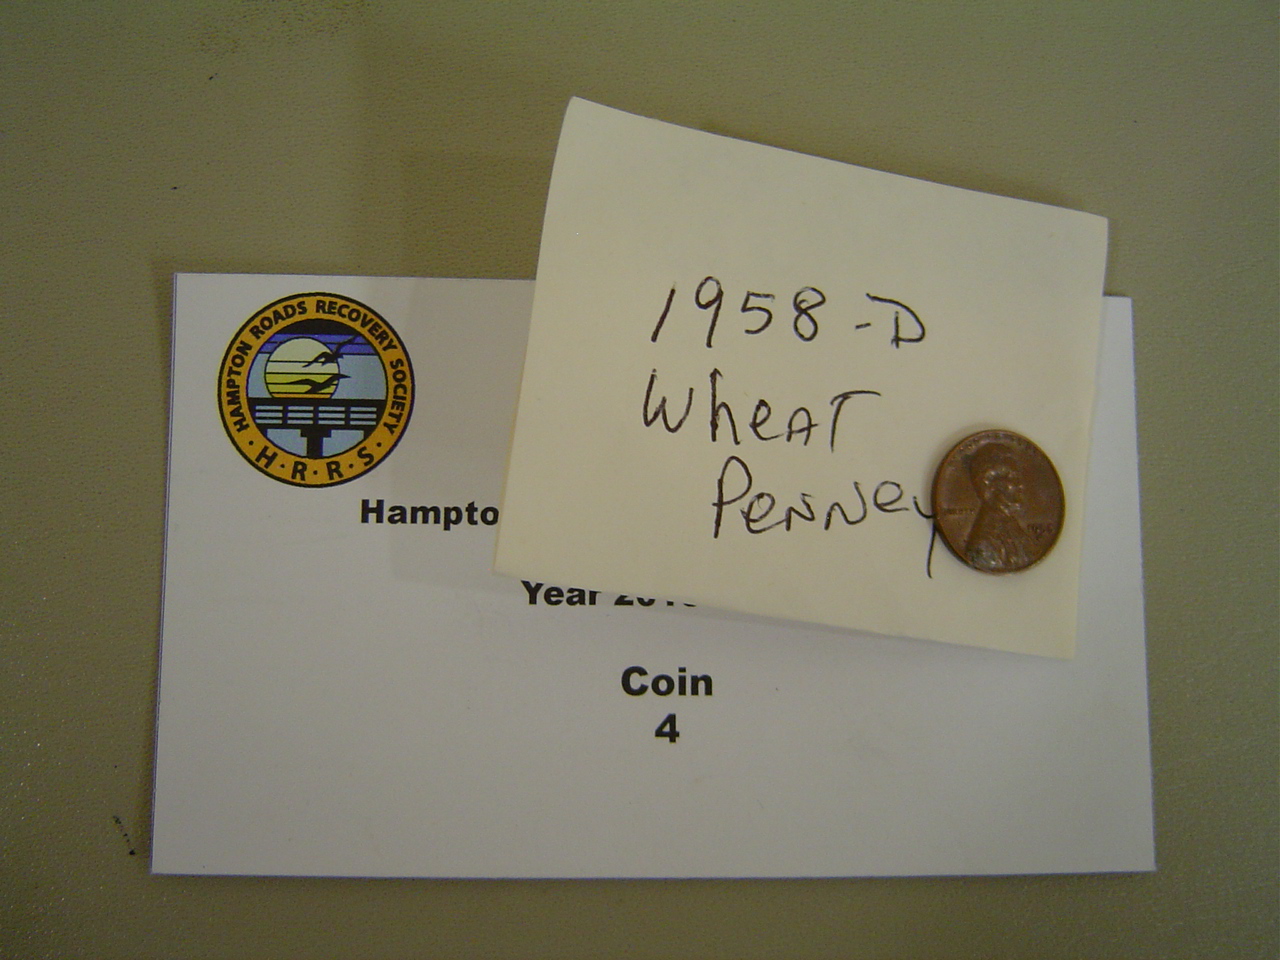 HAMPTON ROADS RECOVERY SOCIETY
· H · R · R · S ·
1958-D
Wheat
Penney
Hampto
Year
Coin
4